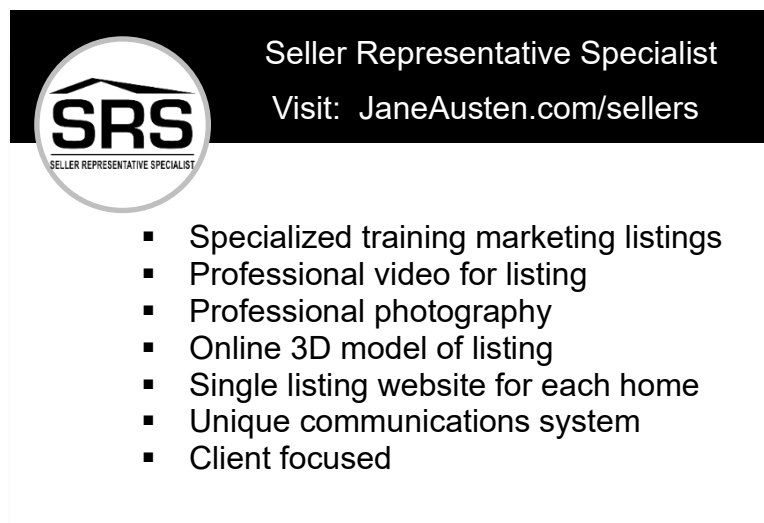 Seller Representative Specialist
Visit: JaneAusten.com/sellers
SRS
SELLER REPRESENTATIVE SPECIALIST
▪ Specialized training marketing listings
▪ Professional video for listing
▪ Professional photography
▪ Online 3D model of listing
▪ Single listing website for each home
▪ Unique communications system
▪ Client focused